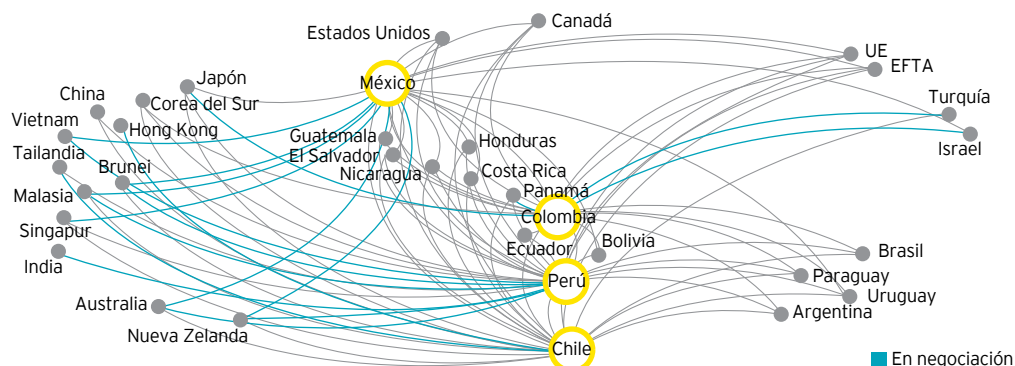 Canadá
Estados Unidos
UE
EFTA
Japón
México
China
Corea del Sur
Turquía
Vietnam
Hong Kong
Guatemala
Honduras
Israel
Tailandia
El Salvador
Brunei
Nicaragua
Costa Rica
Malasia
Panamá
Colombia
Singapur
Ecuador
Bolivia
Brasil
India
Perú
Paraguay
Uruguay
Australia
Argentina
Nueva Zelanda
Chile
En negociación